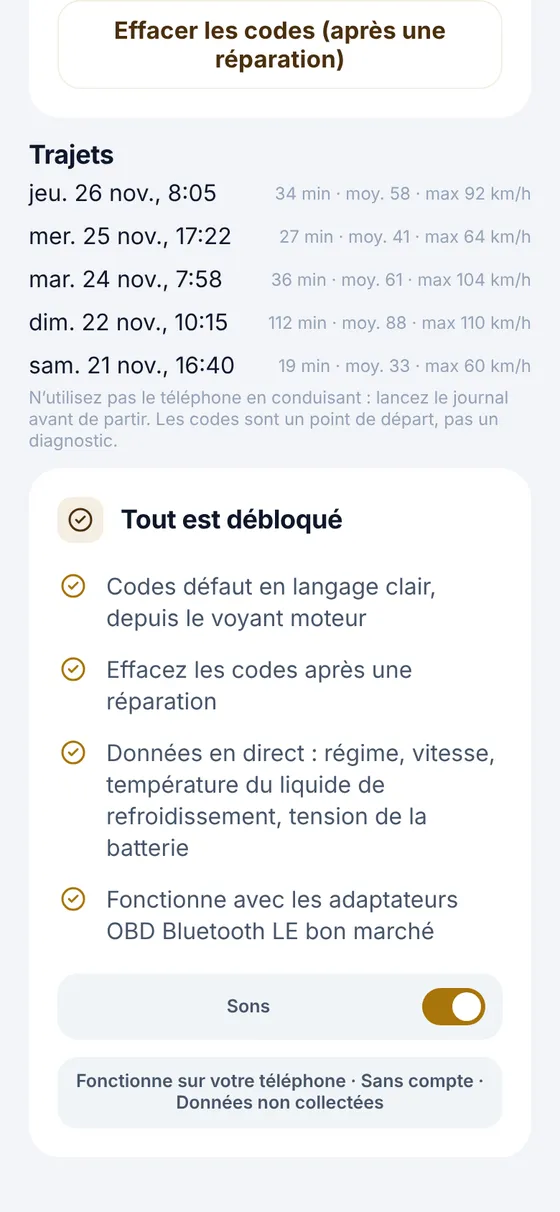 Effacer les codes (après une
réparation)
Trajets
jeu. 26 nov., 8:05 34 min · moy. 58 · max 92 km/h
mer. 25 nov., 17:22 27 min · moy. 41 · max 64 km/h
mar. 24 nov., 7:58 36 min · moy. 61 · max 104 km/h
dim. 22 nov., 10:15 112 min · moy. 88 · max 110 km/h
sam. 21 nov., 16:40 19 min · moy. 33 · max 60 km/h
N’utilisez pas le téléphone en conduisant : lancez le journal
avant de partir. Les codes sont un point de départ, pas un
diagnostic.
Tout est débloqué
Codes défaut en langage clair,
depuis le voyant moteur
Effacez les codes après une
réparation
Données en direct : régime, vitesse,
température du liquide de
refroidissement, tension de la
batterie
Fonctionne avec les adaptateurs
OBD Bluetooth LE bon marché
Sons
Fonctionne sur votre téléphone · Sans compte ·
Données non collectées